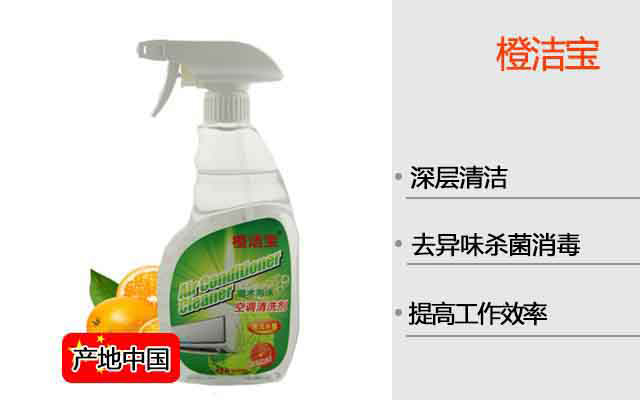 橙洁宝
深层清洁
去异味杀菌消毒
提高工作效率
橙洁宝
Air Conditioner
Cleaner
空调清洗剂
产地中国